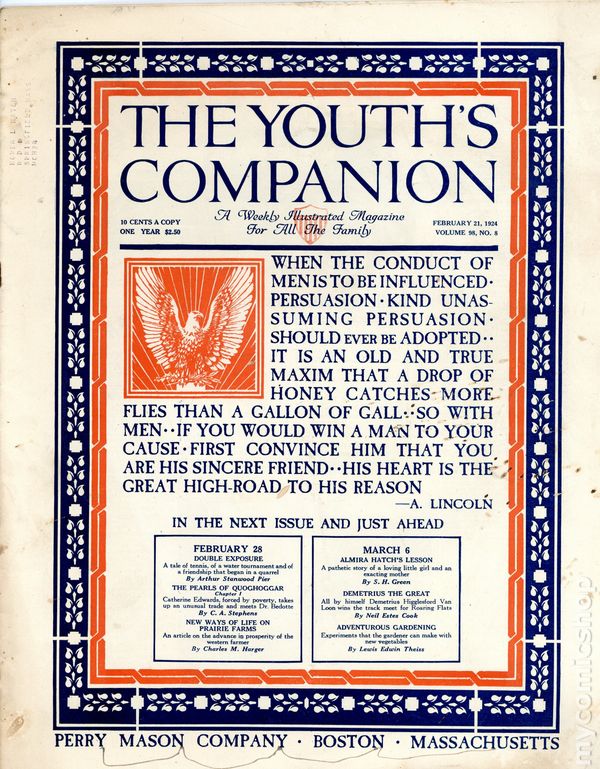 THE YOUTH'S
COMPANION
10 CENTS A COPY
ONE YEAR $2.50
A Weekly Illustrated Magazine
For All The Family
FEBRUARY 21, 1924
VOLUME 98, NO. 8
WHEN THE CONDUCT OF
MEN IS TO BE INFLUENCED·
PERSUASION·KIND UNAS-
SUMING PERSUASION·
SHOULD EVER BE ADOPTED··
IT IS AN OLD AND TRUE
MAXIM THAT A DROP OF
HONEY CATCHES MORE
FLIES THAN A GALLON OF GALL··SO WITH
MEN··IF YOU WOULD WIN A MAN TO YOUR
CAUSE·FIRST CONVINCE HIM THAT YOU
ARE HIS SINCERE FRIEND··HIS HEART IS THE
GREAT HIGH-ROAD TO HIS REASON
—A. LINCOLN
IN THE NEXT ISSUE AND JUST AHEAD
FEBRUARY 28
DOUBLE EXPOSURE
A tale of tennis, of a water tournament and of
a friendship that began in a quarrel
By Arthur Stanwood Pier
THE PEARLS OF QUOGHOGGAR
Chapter I
Catherine Edwards, forced by poverty, takes
up an unusual trade and meets Dr. Bedotte
By C. A. Stephens
NEW WAYS OF LIFE ON
PRAIRIE FARMS
An article on the advance in prosperity of the
western farmer
By Charles M. Harger
MARCH 6
ALMIRA HATCH'S LESSON
A pathetic story of a loving little girl and an
exacting mother
By S. H. Green
DEMETRIUS THE GREAT
All by himself Demetrius Higglesford Van
Loon wins the track meet for Roaring Flats
By Neil Estes Cook
ADVENTUROUS GARDENING
Experiments that the gardener can make with
new vegetables
By Lewis Edwin Theiss
PERRY MASON COMPANY · BOSTON · MASSACHUSETTS
mycomicshop